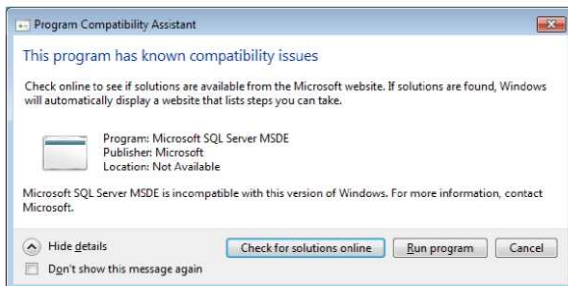 Program Compatibility Assistant
This program has known compatibility issues
Check online to see if solutions are available from the Microsoft website. If solutions are found, Windows
will automatically display a website that lists steps you can take.
Program: Microsoft SQL Server MSDE
Publisher: Microsoft
Location: Not Available
Microsoft SQL Server MSDE is incompatible with this version of Windows. For more information, contact
Microsoft.
Hide details
Check for solutions online
Run program
Cancel
Don't show this message again